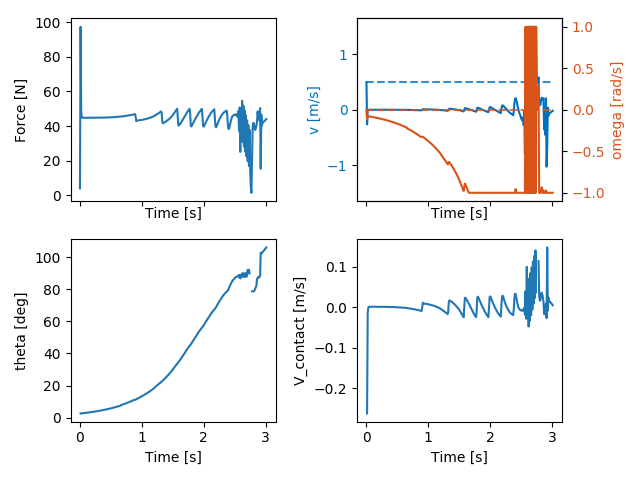 Force [N]
100
80
60
40
20
0
Time [s]
v [m/s]
1
0
−1
Time [s]
omega [rad/s]
1.0
0.5
0.0
−0.5
−1.0
theta [deg]
100
80
60
40
20
0
0 1 2 3
Time [s]
V_contact [m/s]
0.1
0.0
−0.1
−0.2
0 1 2 3
Time [s]